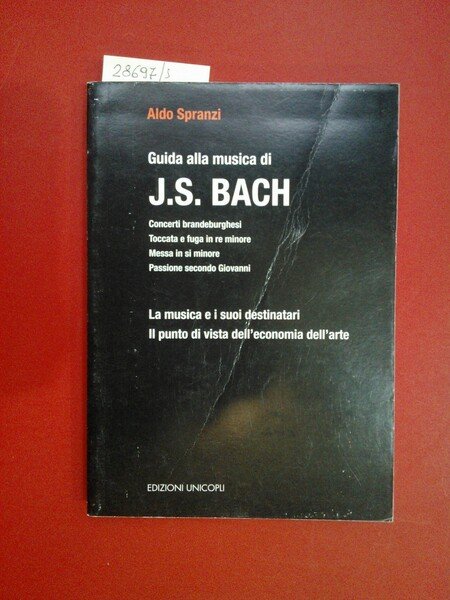 28697/s
Aldo Spranzi
Guida alla musica di
J.S. BACH
Concerti brandeburghesi
Toccata e fuga in re minore
Messa in si minore
Passione secondo Giovanni
La musica e i suoi destinatari
Il punto di vista dell'economia dell'arte
EDIZIONI UNICOPLI